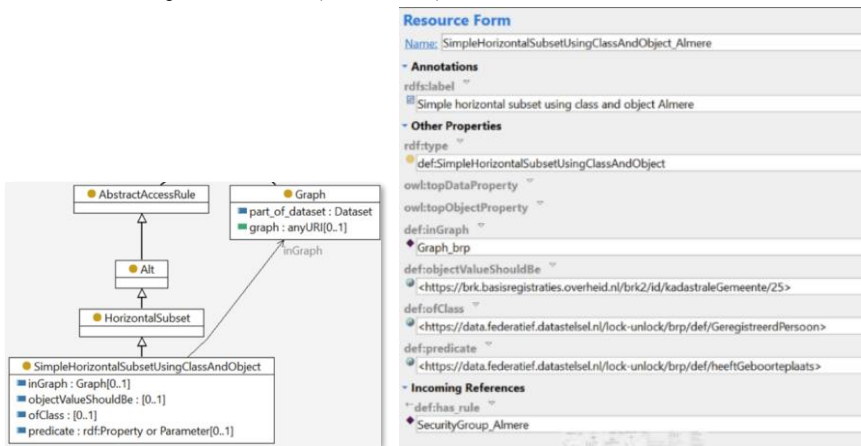 AbstractAccessRule
Graph
part_of_dataset : Dataset
graph : anyURI[0..1]
inGraph
Alt
HorizontalSubset
SimpleHorizontalSubsetUsingClassAndObject
inGraph : Graph[0..1]
objectValueShouldBe : [0..1]
ofClass : [0..1]
predicate : rdf:Property or Parameter[0..1]
Resource Form
Name: SimpleHorizontalSubsetUsingClassAndObject_Almere
Annotations
rdfs:label
Simple horizontal subset using class and object Almere
Other Properties
rdf:type
def:SimpleHorizontalSubsetUsingClassAndObject
owl:topDataProperty
owl:topObjectProperty
def:inGraph
Graph_brp
def:objectValueShouldBe
<https://brk.basisregistraties.overheid.nl/brk2/id/kadastraleGemeente/25>
def:ofClass
<https://data.federatief.datastelsel.nl/lock-unlock/brp/def/GeregistreerdPersoon>
def:predicate
<https://data.federatief.datastelsel.nl/lock-unlock/brp/def/heeftGeboorteplaats>
Incoming References
def:has_rule
SecurityGroup_Almere